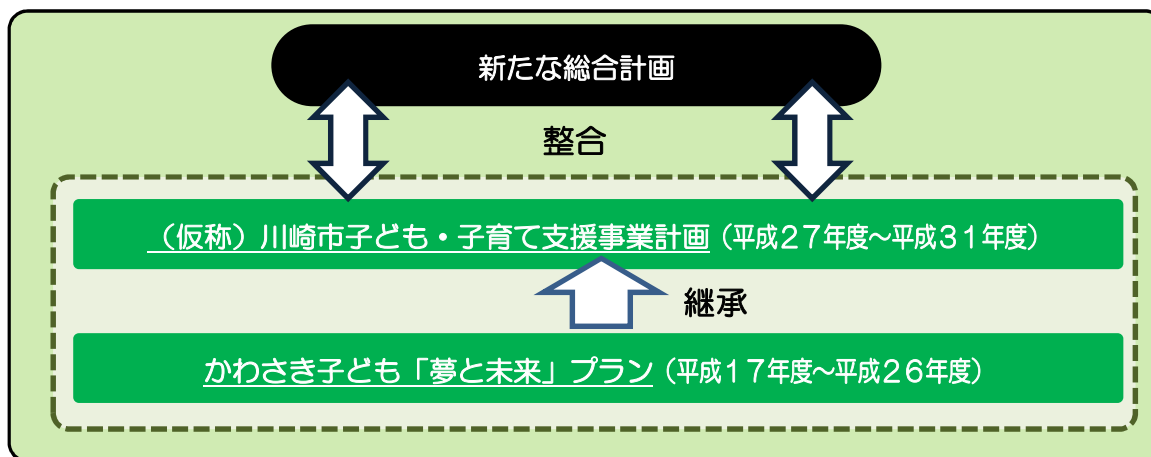 新たな総合計画
整合
（仮称）川崎市子ども・子育て支援事業計画（平成２７年度～平成３１年度）
継承
かわさき子ども「夢と未来」プラン（平成１７年度～平成２６年度）